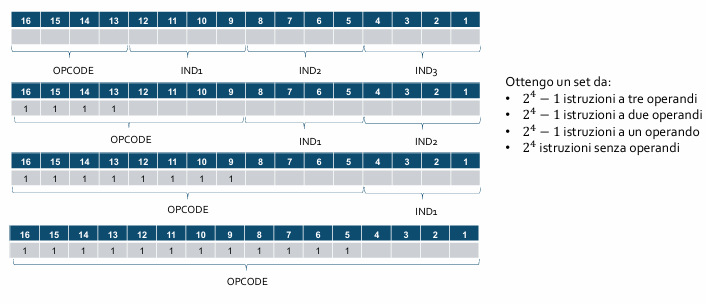 16 15 14 13 12 11 10 9 8 7 6 5 4 3 2 1
OPCODE IND1 IND2 IND3
16 15 14 13 12 11 10 9 8 7 6 5 4 3 2 1
1 1 1 1
OPCODE IND1 IND2
16 15 14 13 12 11 10 9 8 7 6 5 4 3 2 1
1 1 1 1 1 1 1 1
OPCODE IND1
16 15 14 13 12 11 10 9 8 7 6 5 4 3 2 1
1 1 1 1 1 1 1 1 1 1 1 1
OPCODE
Ottengo un set da:
• 2⁴ − 1 istruzioni a tre operandi
• 2⁴ − 1 istruzioni a due operandi
• 2⁴ − 1 istruzioni a un operando
• 2⁴ istruzioni senza operandi